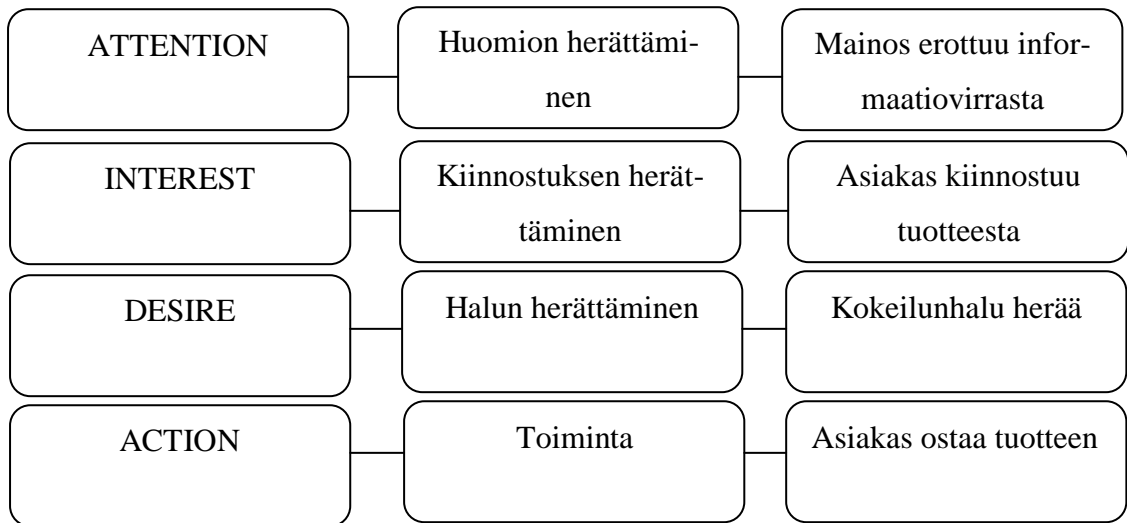 ATTENTION
Huomion herättämi-
nen
Mainos erottuu infor-
maatiovirrasta
INTEREST
Kiinnostuksen herät-
täminen
Asiakas kiinnostuu
tuotteesta
DESIRE
Halun herättäminen
Kokeilunhalu herää
ACTION
Toiminta
Asiakas ostaa tuotteen